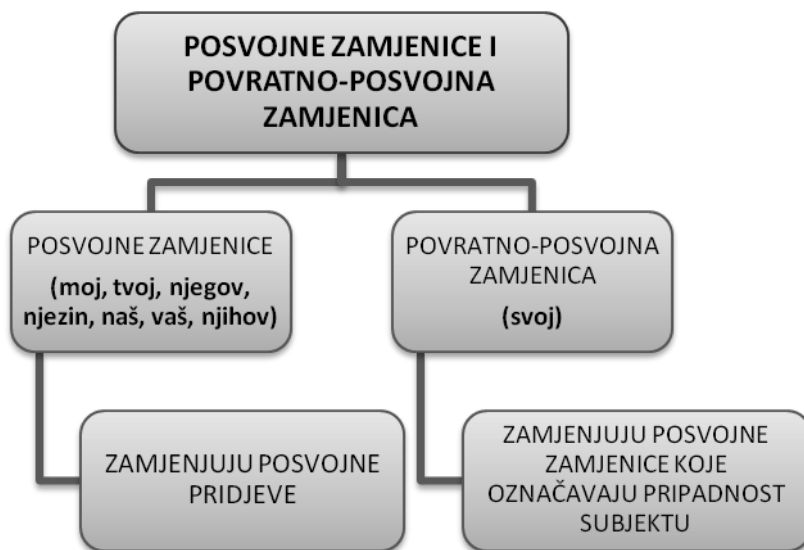 POSVOJNE ZAMJENICE I
POVRATNO-POSVOJNA
ZAMJENICA
POSVOJNE ZAMJENICE
(moj, tvoj, njegov,
njezin, naš, vaš, njihov)
POVRATNO-POSVOJNA
ZAMJENICA
(svoj)
ZAMJENJUJU POSVOJNE
PRIDJEVE
ZAMJENJUJU POSVOJNE
ZAMJENICE KOJE
OZNAČAVAJU PRIPADNOST
SUBJEKTU